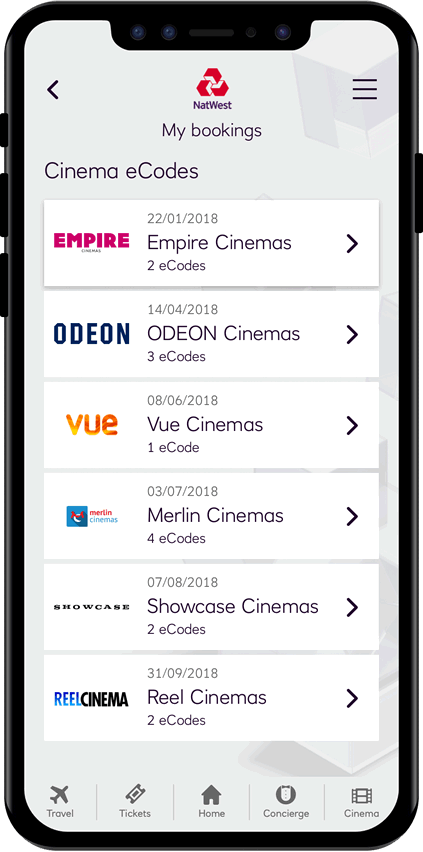 NatWest
My bookings
Cinema eCodes
EMPIRE
CINEMAS
22/01/2018
Empire Cinemas
2 eCodes
ODEON
14/04/2018
ODEON Cinemas
3 eCodes
vue
08/06/2018
Vue Cinemas
1 eCode
merlin
cinemas
03/07/2018
Merlin Cinemas
4 eCodes
SHOWCASE
07/08/2018
Showcase Cinemas
2 eCodes
REELCINEMA
31/09/2018
Reel Cinemas
2 eCodes
Travel Tickets Home Concierge Cinema